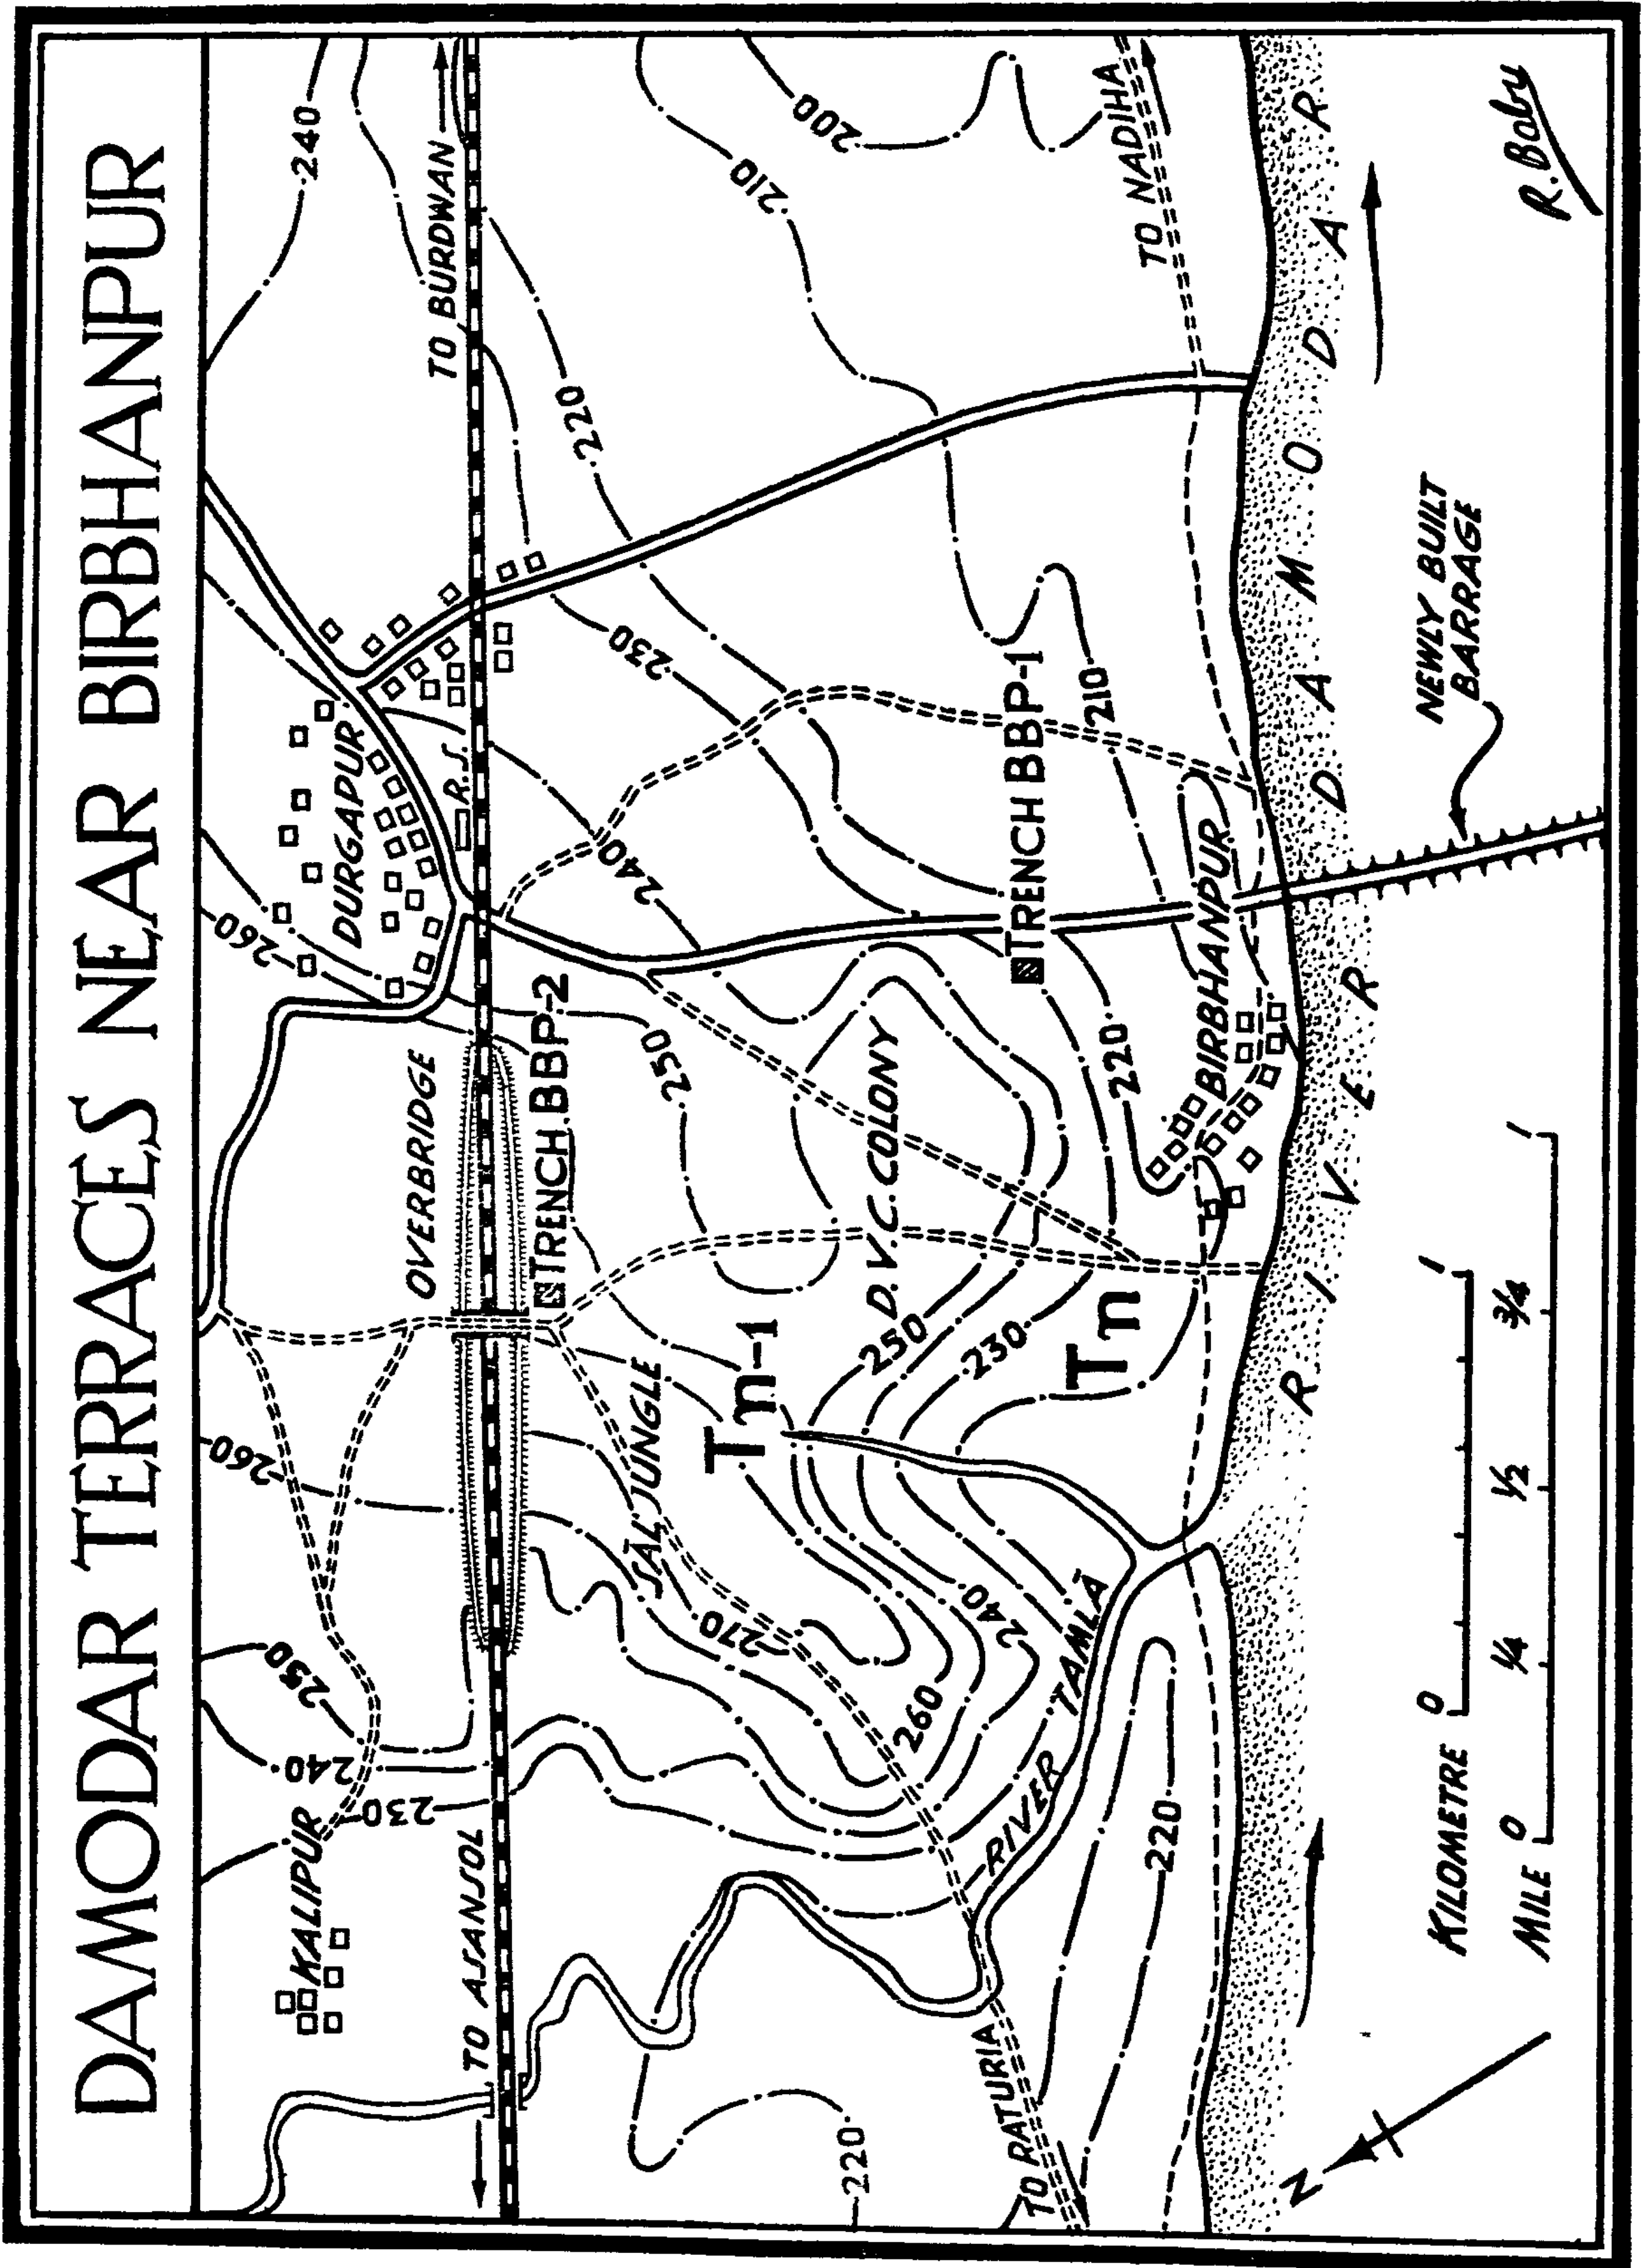 DAMODAR TERRACES NEAR BIRBHANPUR
240
260
260
250
240
230
KALIPUR
DURGAPUR
R.S.
OVERBRIDGE
TO ASANSOL
TO BURDWAN
TRENCH BBP-2
SĀL JUNGLE
270
250
240
230
220
210
200
Tn-1
D.V.C. COLONY
250
230
260
240
TRENCH BBP-1
220
210
Tn
BIRBHANPUR
RIVER TAMLĀ
220
220
TO RATURIA
TO NADIHA
RIVER DAMODAR
NEWLY BUILT
BARRAGE
N
KILOMETRE 0 1
MILE 0 1/4 1/2 3/4 1
R. Babu